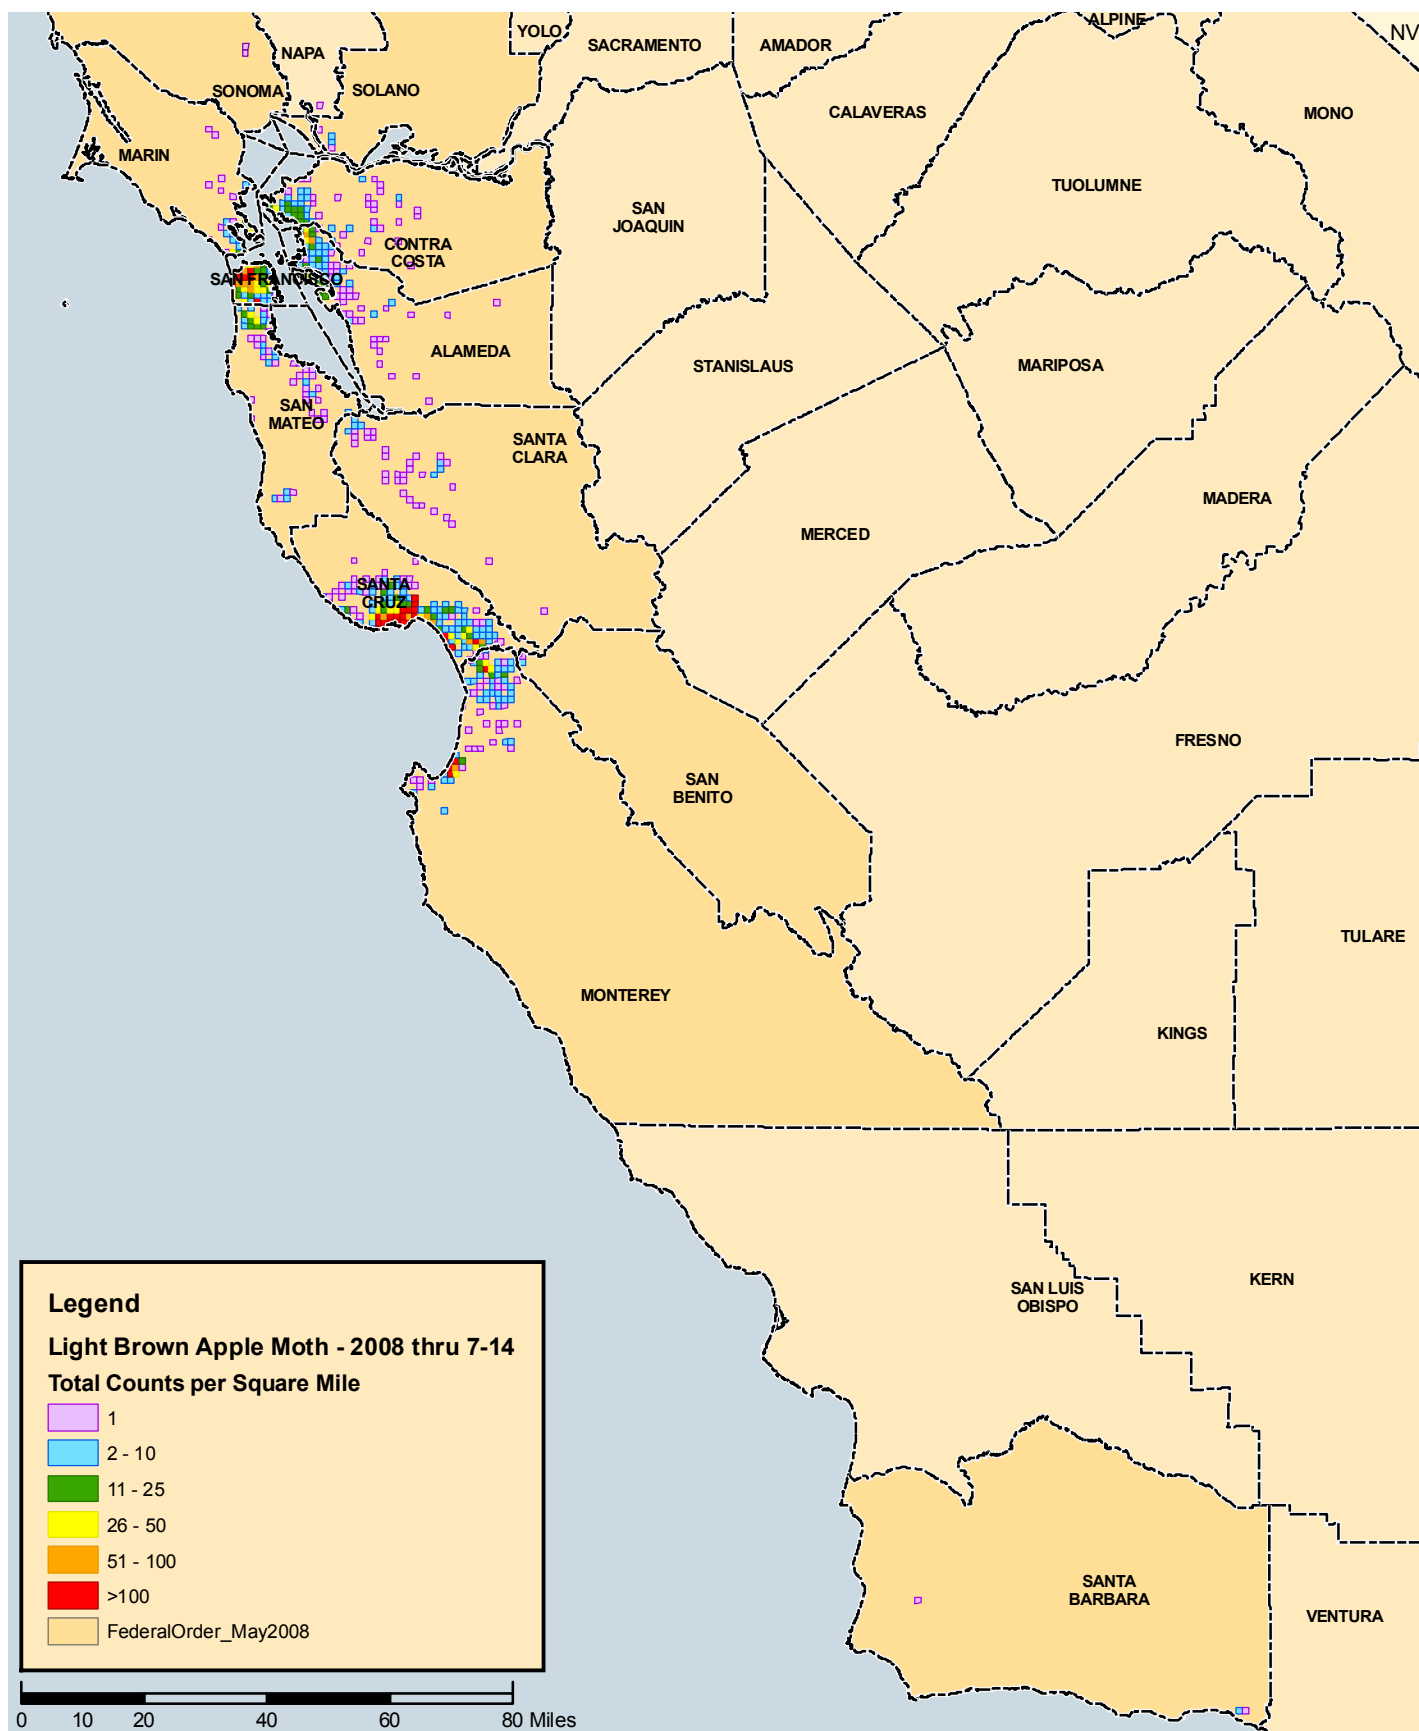 ALPINE
YOLO
NV
NAPA
SACRAMENTO
AMADOR
SONOMA
SOLANO
CALAVERAS
MONO
MARIN
TUOLUMNE
SAN
JOAQUIN
CONTRA
COSTA
SAN FRANCISCO
ALAMEDA
STANISLAUS
MARIPOSA
SAN
MATEO
SANTA
CLARA
MADERA
MERCED
SANTA
CRUZ
FRESNO
SAN
BENITO
TULARE
MONTEREY
KINGS
SAN LUIS
OBISPO
KERN
SANTA
BARBARA
VENTURA
Legend
Light Brown Apple Moth - 2008 thru 7-14
Total Counts per Square Mile
1
2 - 10
11 - 25
26 - 50
51 - 100
>100
FederalOrder_May2008
0 10 20 40 60 80 Miles